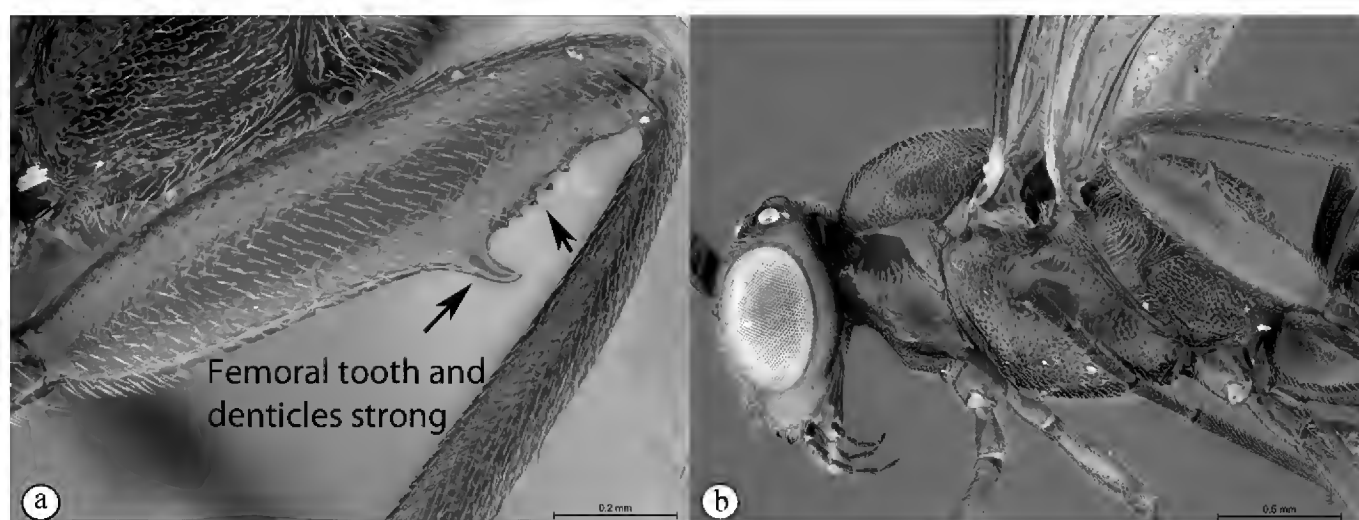 Femoral tooth and
denticles strong
a
0.2 mm
b
0.5 mm